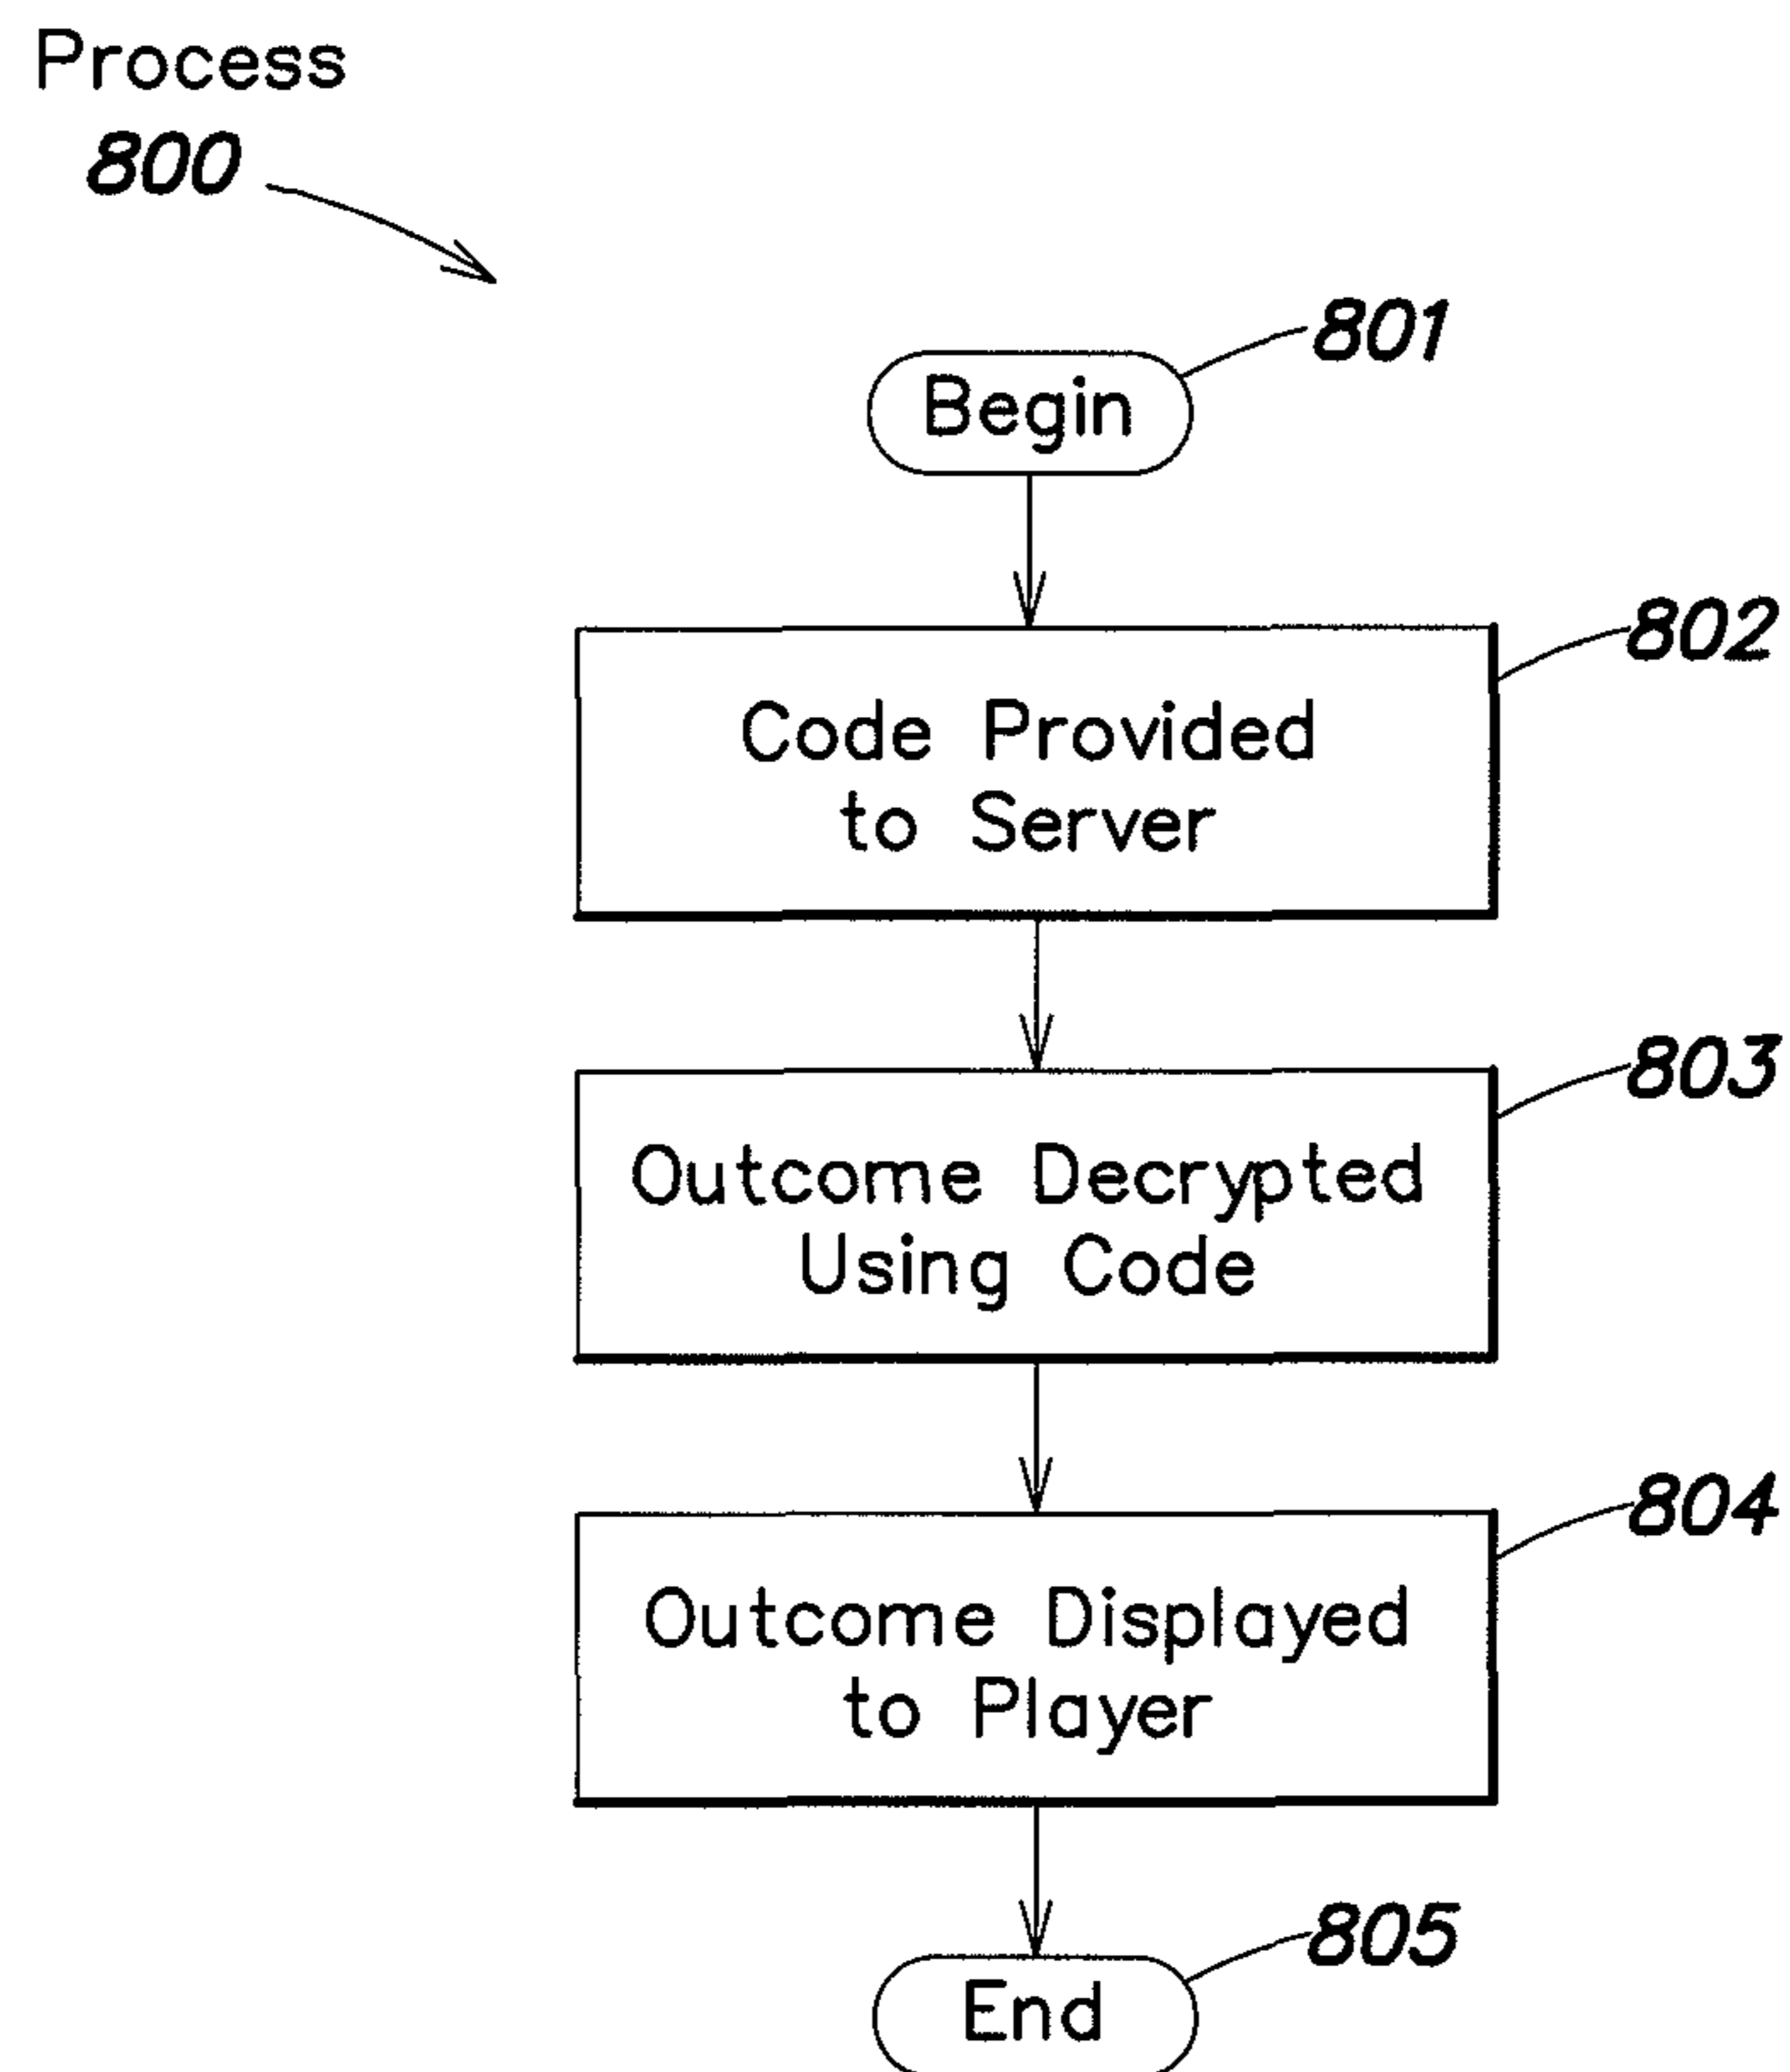 Process
800
801
Begin
802
Code Provided
to Server
803
Outcome Decrypted
Using Code
804
Outcome Displayed
to Player
805
End